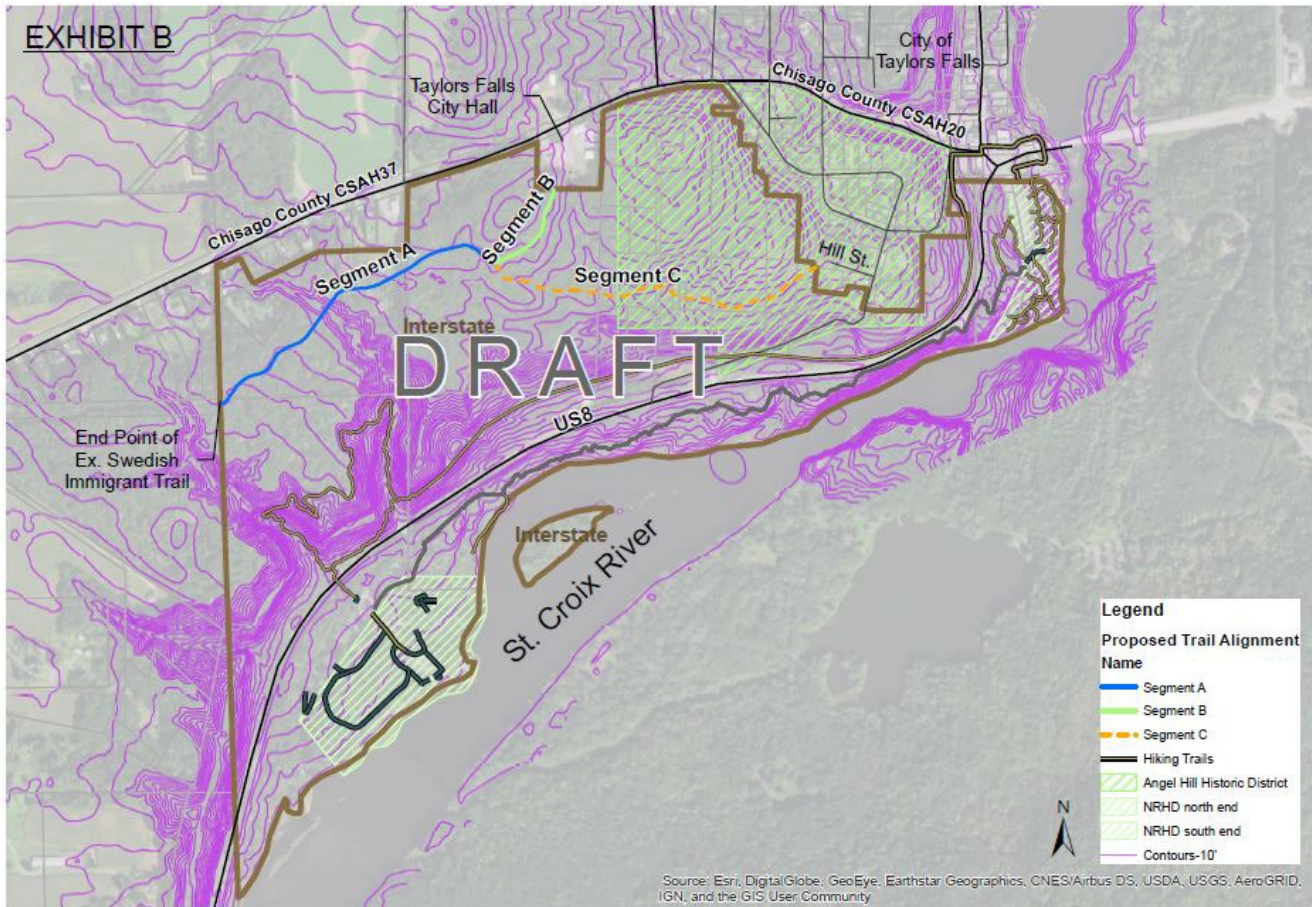 EXHIBIT B
City of
Taylors Falls
Taylors Falls
City Hall
Chisago County CSAH20
Chisago County CSAH37
Segment B
Segment A
Hill St.
Segment C
Interstate
DRAFT
US8
End Point of
Ex. Swedish
Immigrant Trail
Interstate
St. Croix River
Legend
Proposed Trail Alignment
Name
Segment A
Segment B
Segment C
Hiking Trails
Angel Hill Historic District
NRHD north end
NRHD south end
Contours-10'
N
Source: Esri, DigitalGlobe, GeoEye, Earthstar Geographics, CNES/Airbus DS, USDA, USGS, AeroGRID,
IGN, and the GIS User Community